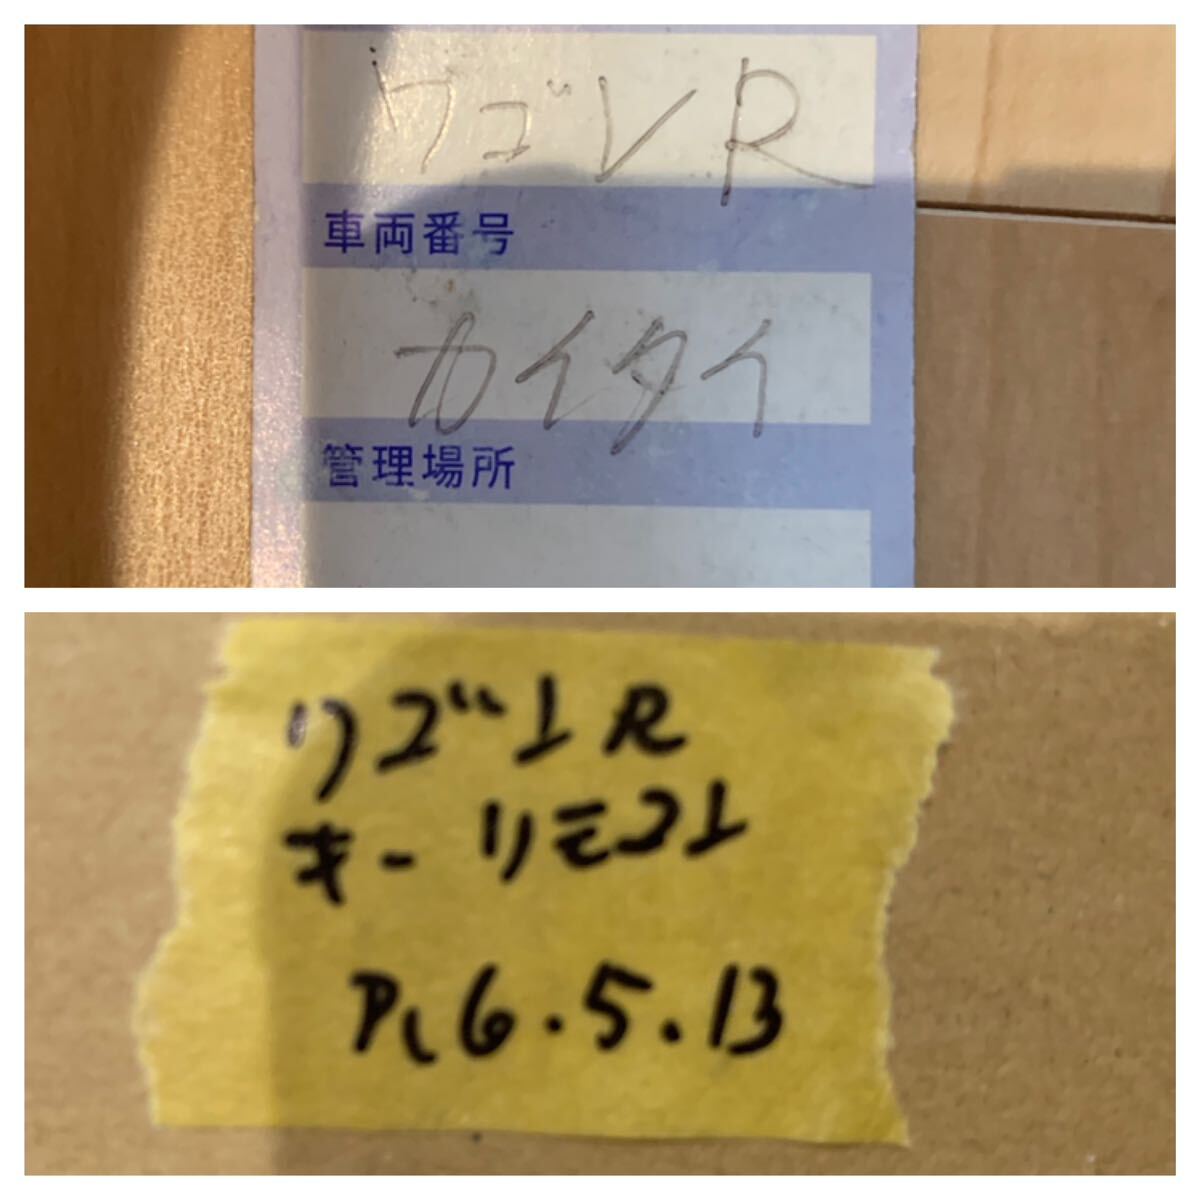 ワゴンR
車両番号
カイタイ
管理場所
ワゴンR
キーリモコン
R6.5.13